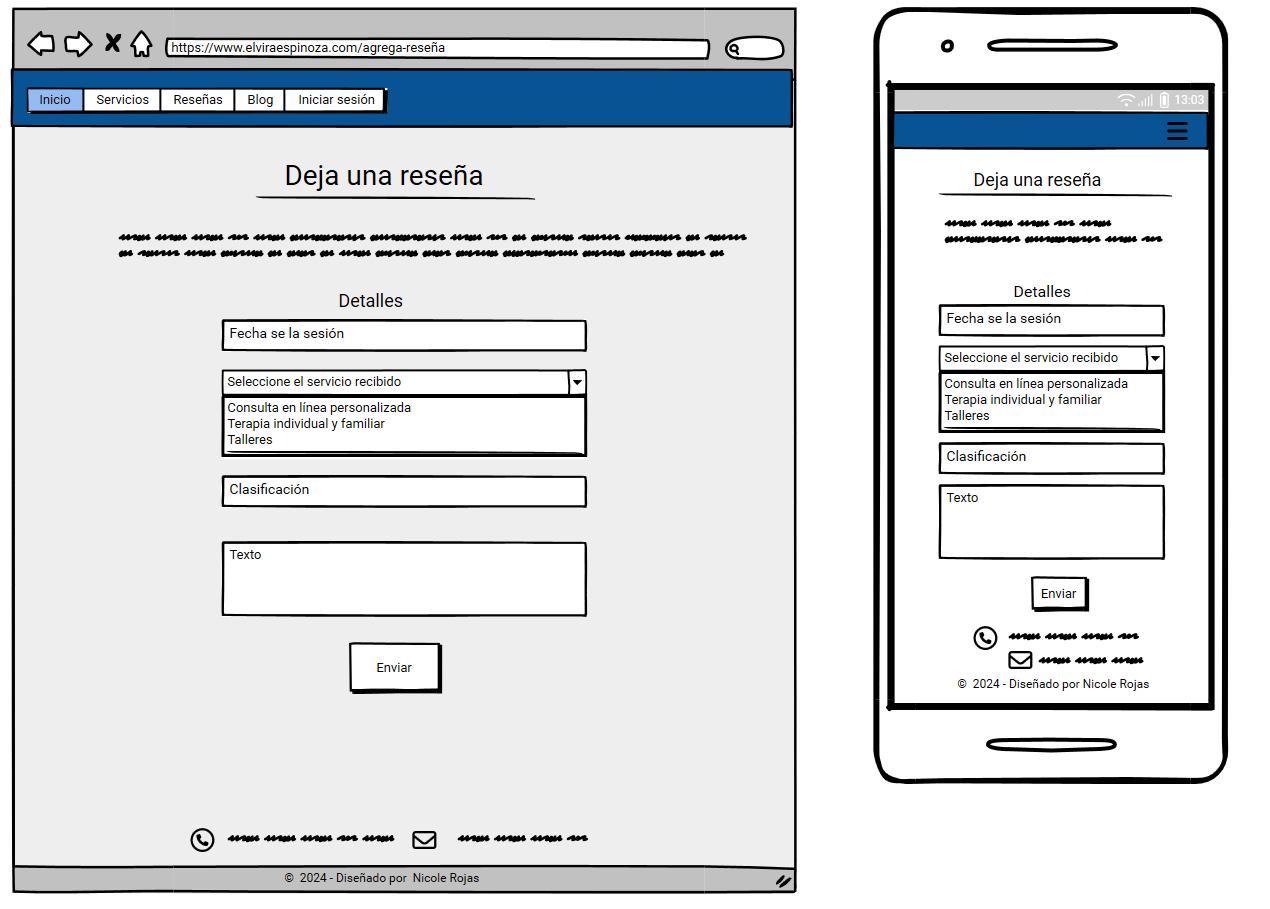 https://www.elviraespinoza.com/agrega-reseña
Inicio Servicios Reseñas Blog Iniciar sesión
Deja una reseña
Detalles
Fecha se la sesión
Seleccione el servicio recibido
Consulta en línea personalizada
Terapia individual y familiar
Talleres
Clasificación
Texto
Enviar
© 2024 - Diseñado por Nicole Rojas
13:03
Deja una reseña
Detalles
Fecha se la sesión
Seleccione el servicio recibido
Consulta en línea personalizada
Terapia individual y familiar
Talleres
Clasificación
Texto
Enviar
© 2024 - Diseñado por Nicole Rojas